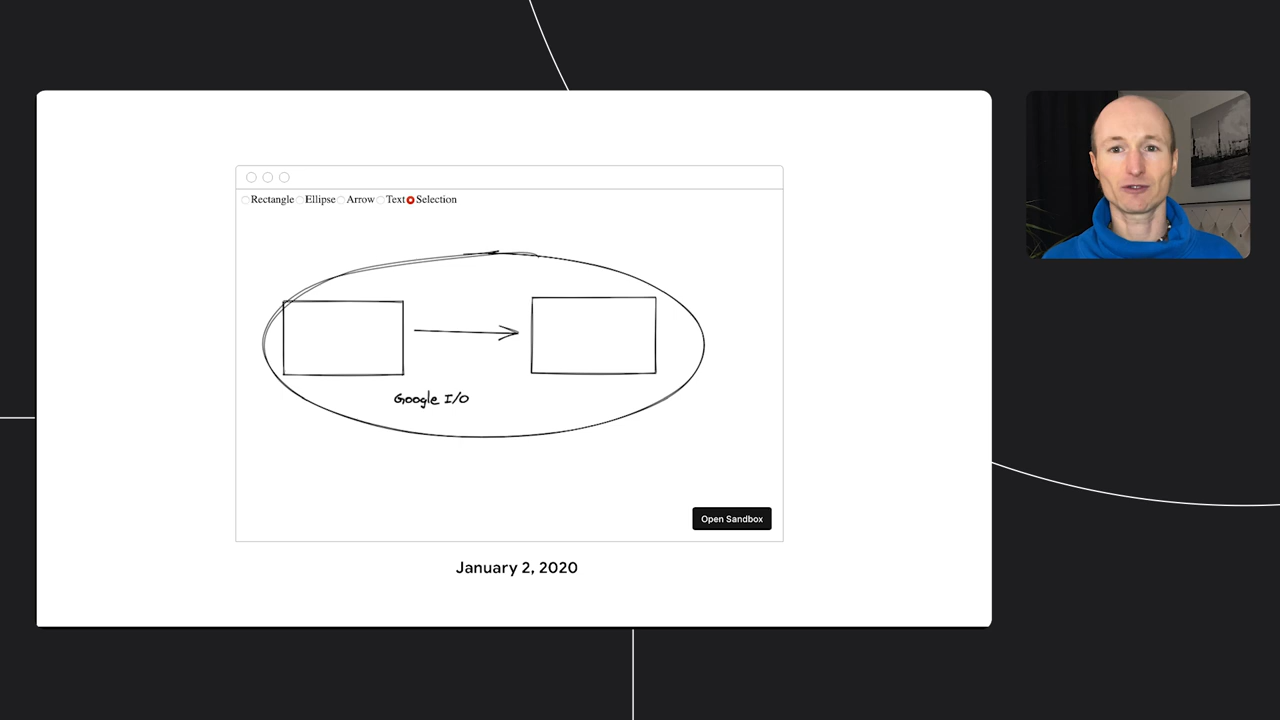 Rectangle Ellipse Arrow Text Selection
Google I/O
Open Sandbox
January 2, 2020